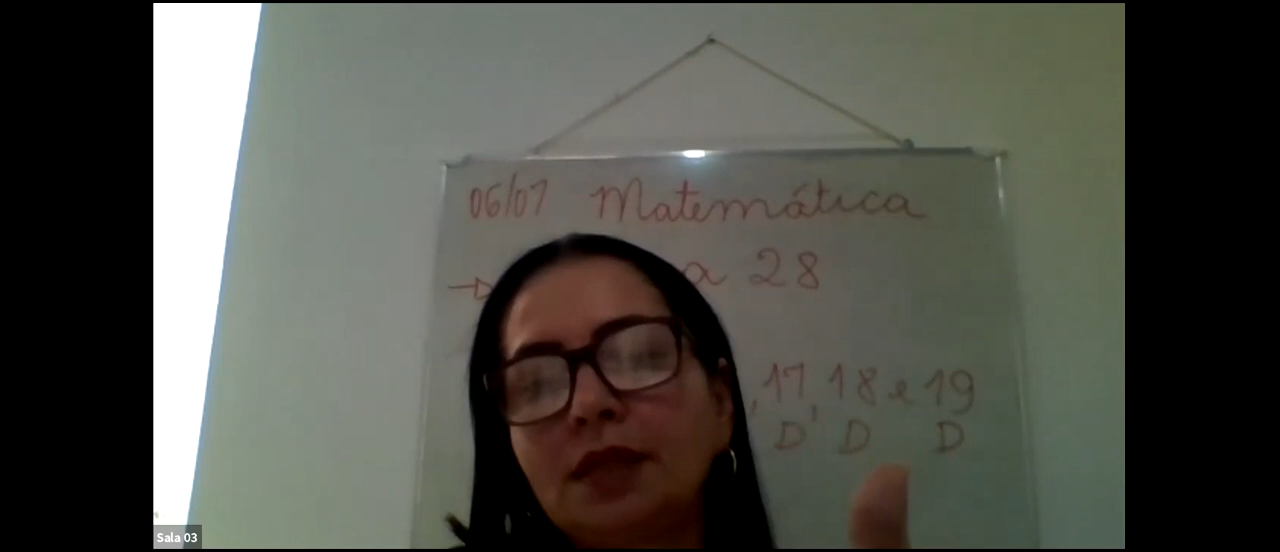 06/07 Matemática
a 28
, 17, 18 e 19
D D D
Sala 03